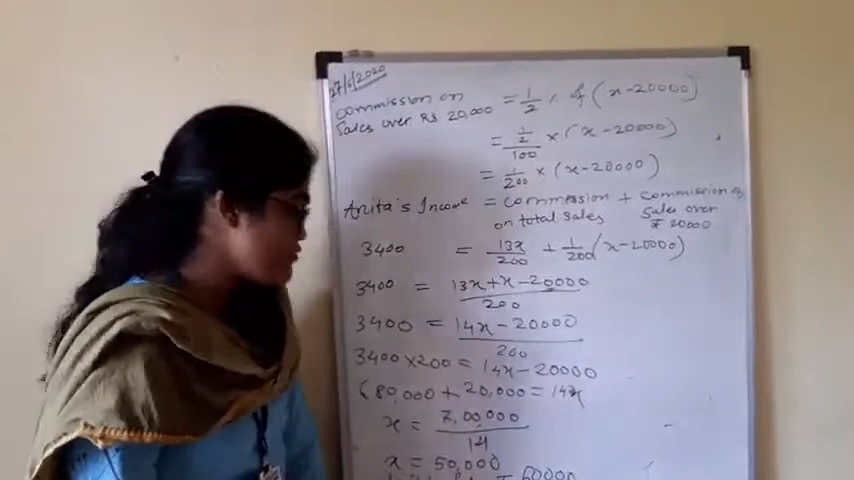 27/6/2020
Commission on = 1/2 % of (x-20000)
Sales over Rs 20,000
= 1/2/100 × (x-20000)
= 1/200 × (x-20000)
Anita's Income = Commission + Commission on
on total sales Sales over
₹ 20000
3400 = 13x/200 + 1/200 (x-20000)
3400 = 13x+x-20000/200
3400 = 14x-20000/200
3400×200 = 14x-20000
680,000+20,000=14x
x = 7,00,000/14
x = 50,000